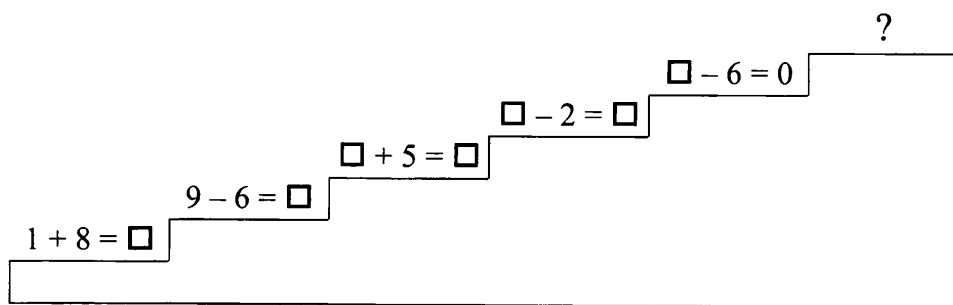 ?
□ – 6 = 0
□ – 2 = □
□ + 5 = □
9 – 6 = □
1 + 8 = □